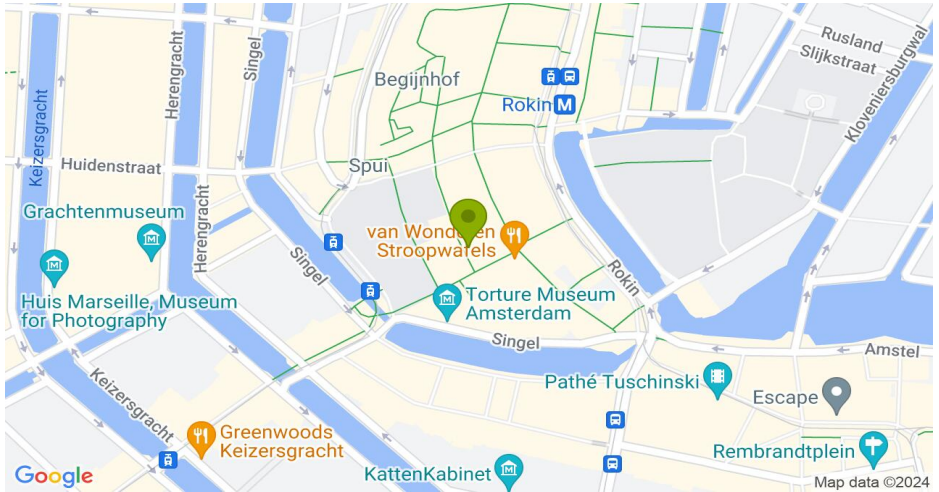 Rusland
Slijkstraat
Kloveniersburgwal
Singel
Herengracht
Keizersgracht
Begijnhof
Rokin
M
Huidenstraat
Spui
Grachtenmuseum
Herengracht
van Wonderen
Stroopwafels
Singel
Rokin
Huis Marseille, Museum
for Photography
Torture Museum
Amsterdam
Singel
Amstel
Keizersgracht
Pathé Tuschinski
Escape
Greenwoods
Keizersgracht
KattenKabinet
Rembrandtplein
Google
Map data ©2024